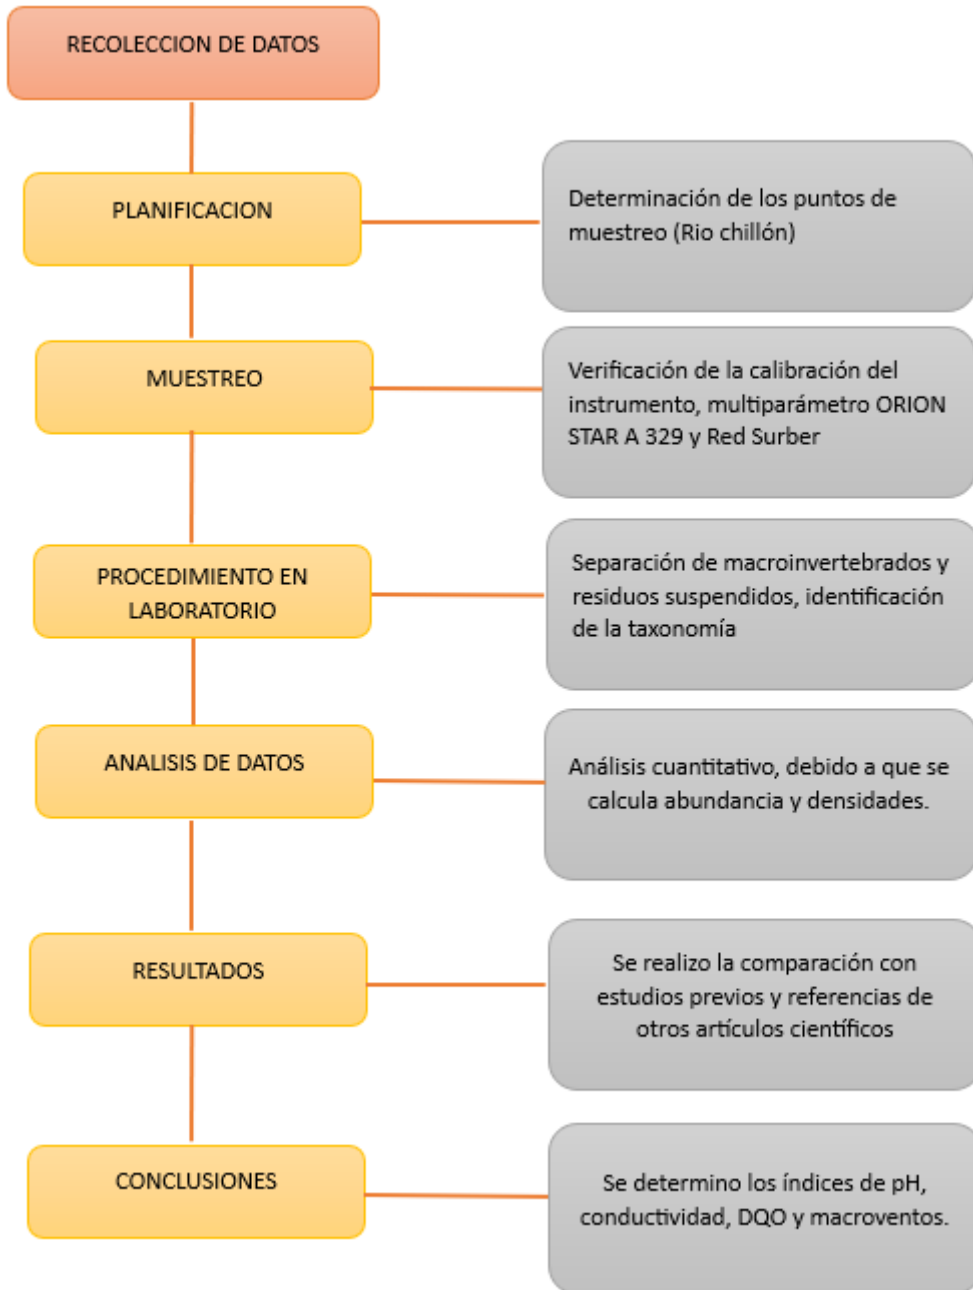 RECOLECCION DE DATOS
PLANIFICACION
Determinación de los puntos de
muestreo (Rio chillón)
MUESTREO
Verificación de la calibración del
instrumento, multiparámetro ORION
STAR A 329 y Red Surber
PROCEDIMIENTO EN
LABORATORIO
Separación de macroinvertebrados y
residuos suspendidos, identificación
de la taxonomía
ANALISIS DE DATOS
Análisis cuantitativo, debido a que se
calcula abundancia y densidades.
RESULTADOS
Se realizo la comparación con
estudios previos y referencias de
otros artículos científicos
CONCLUSIONES
Se determino los índices de pH,
conductividad, DQO y macroventos.